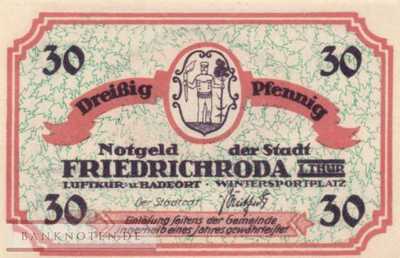 30 30
Dreißig Pfennig
Notgeld der Stadt
FRIEDRICHRODA I. THÜR
LUFTKUR- u. BADEORT · WINTERSPORTPLATZ
Der Stadtrat
30 30
Einlösung seitens der Gemeinde
innerhalb eines Jahres gewährleistet
BANKNOTEN.DE